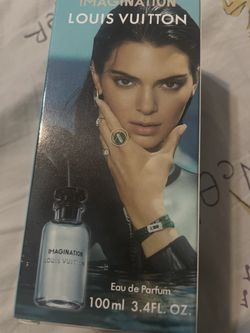 IMAGINATION
LOUIS VUITTON
IMAGINATION
LOUIS VUITTON
Eau de Parfum
100ml 3.4FL. OZ.